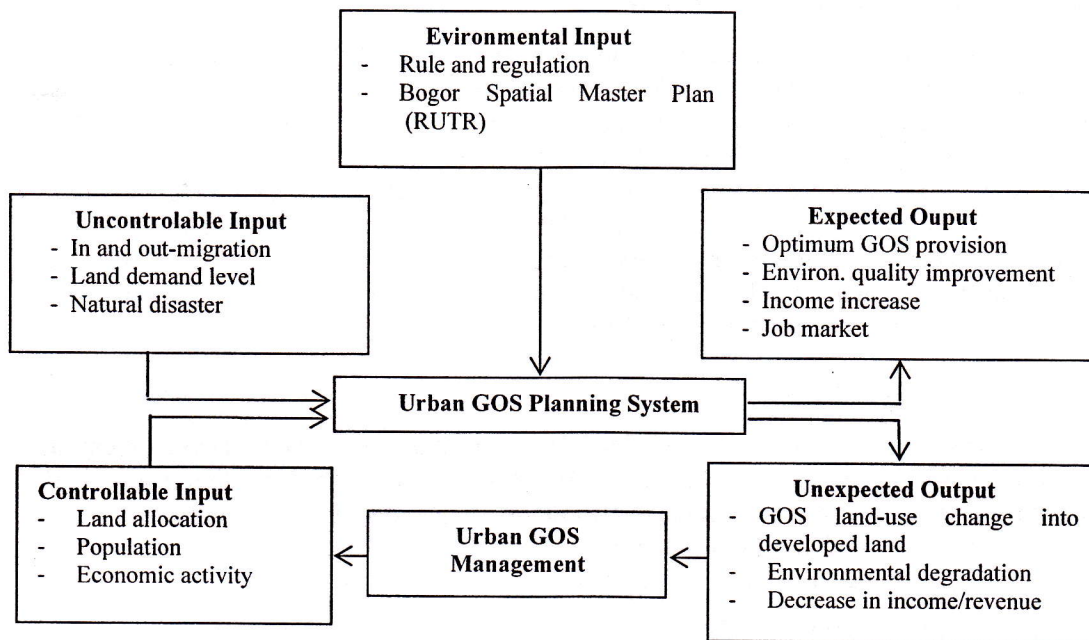 Evironmental Input
- Rule and regulation
- Bogor Spatial Master Plan
(RUTR)
Uncontrolable Input
- In and out-migration
- Land demand level
- Natural disaster
Expected Ouput
- Optimum GOS provision
- Environ. quality improvement
- Income increase
- Job market
Urban GOS Planning System
Controllable Input
- Land allocation
- Population
- Economic activity
Urban GOS
Management
Unexpected Output
- GOS land-use change into
developed land
- Environmental degradation
- Decrease in income/revenue